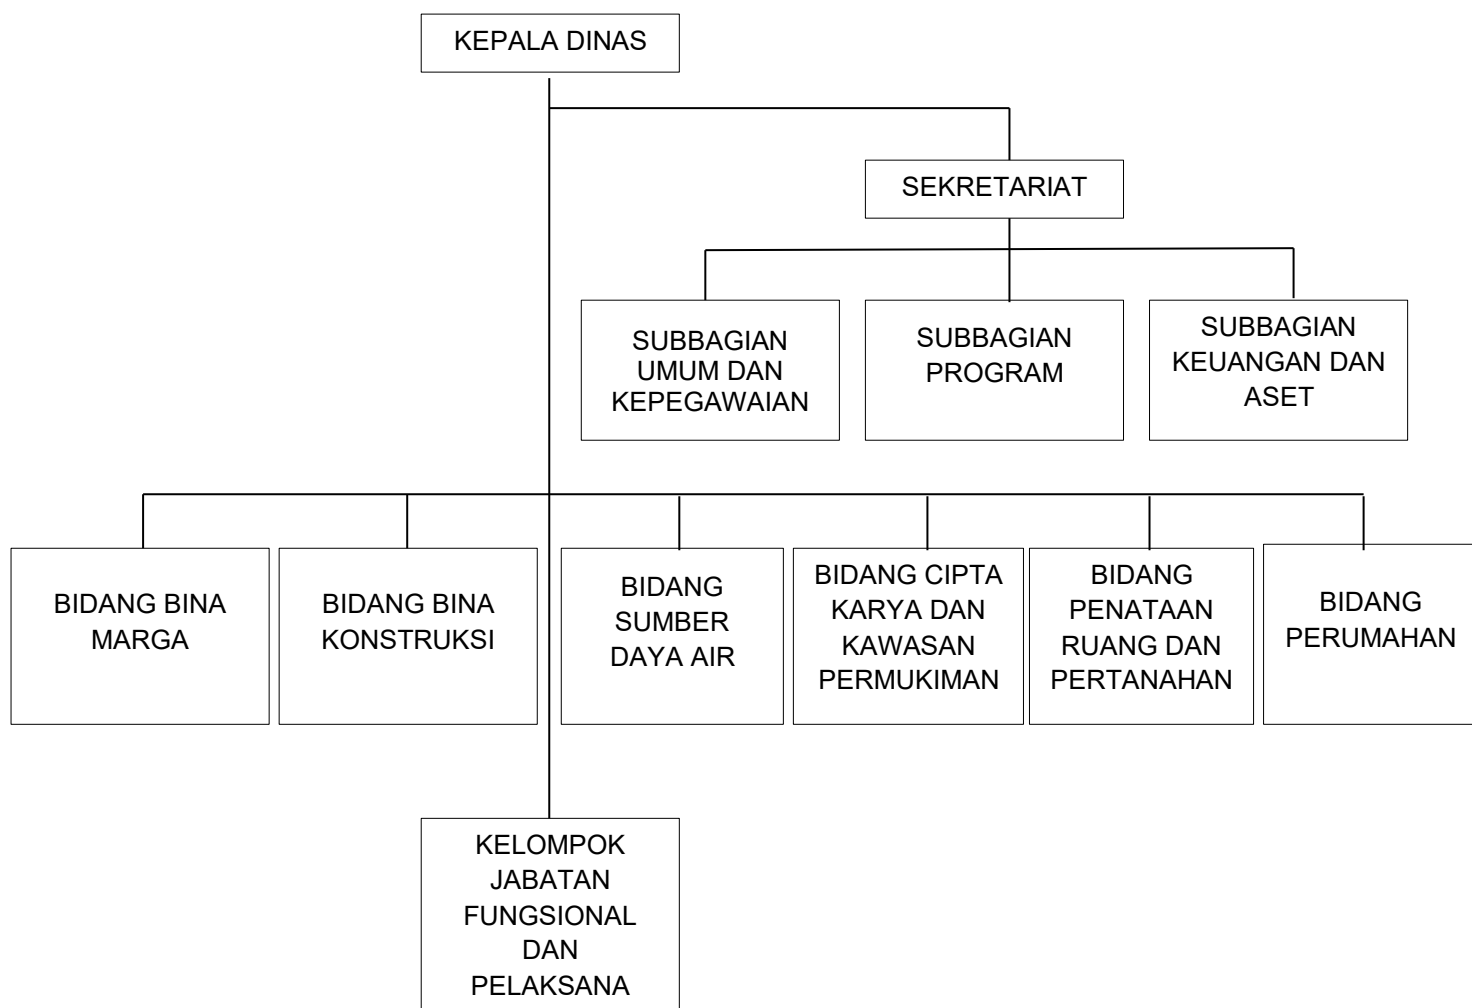 KEPALA DINAS
SEKRETARIAT
SUBBAGIAN
UMUM DAN
KEPEGAWAIAN
SUBBAGIAN
PROGRAM
SUBBAGIAN
KEUANGAN DAN
ASET
BIDANG BINA
MARGA
BIDANG BINA
KONSTRUKSI
BIDANG
SUMBER
DAYA AIR
BIDANG CIPTA
KARYA DAN
KAWASAN
PERMUKIMAN
BIDANG
PENATAAN
RUANG DAN
PERTANAHAN
BIDANG
PERUMAHAN
KELOMPOK
JABATAN
FUNGSIONAL
DAN
PELAKSANA